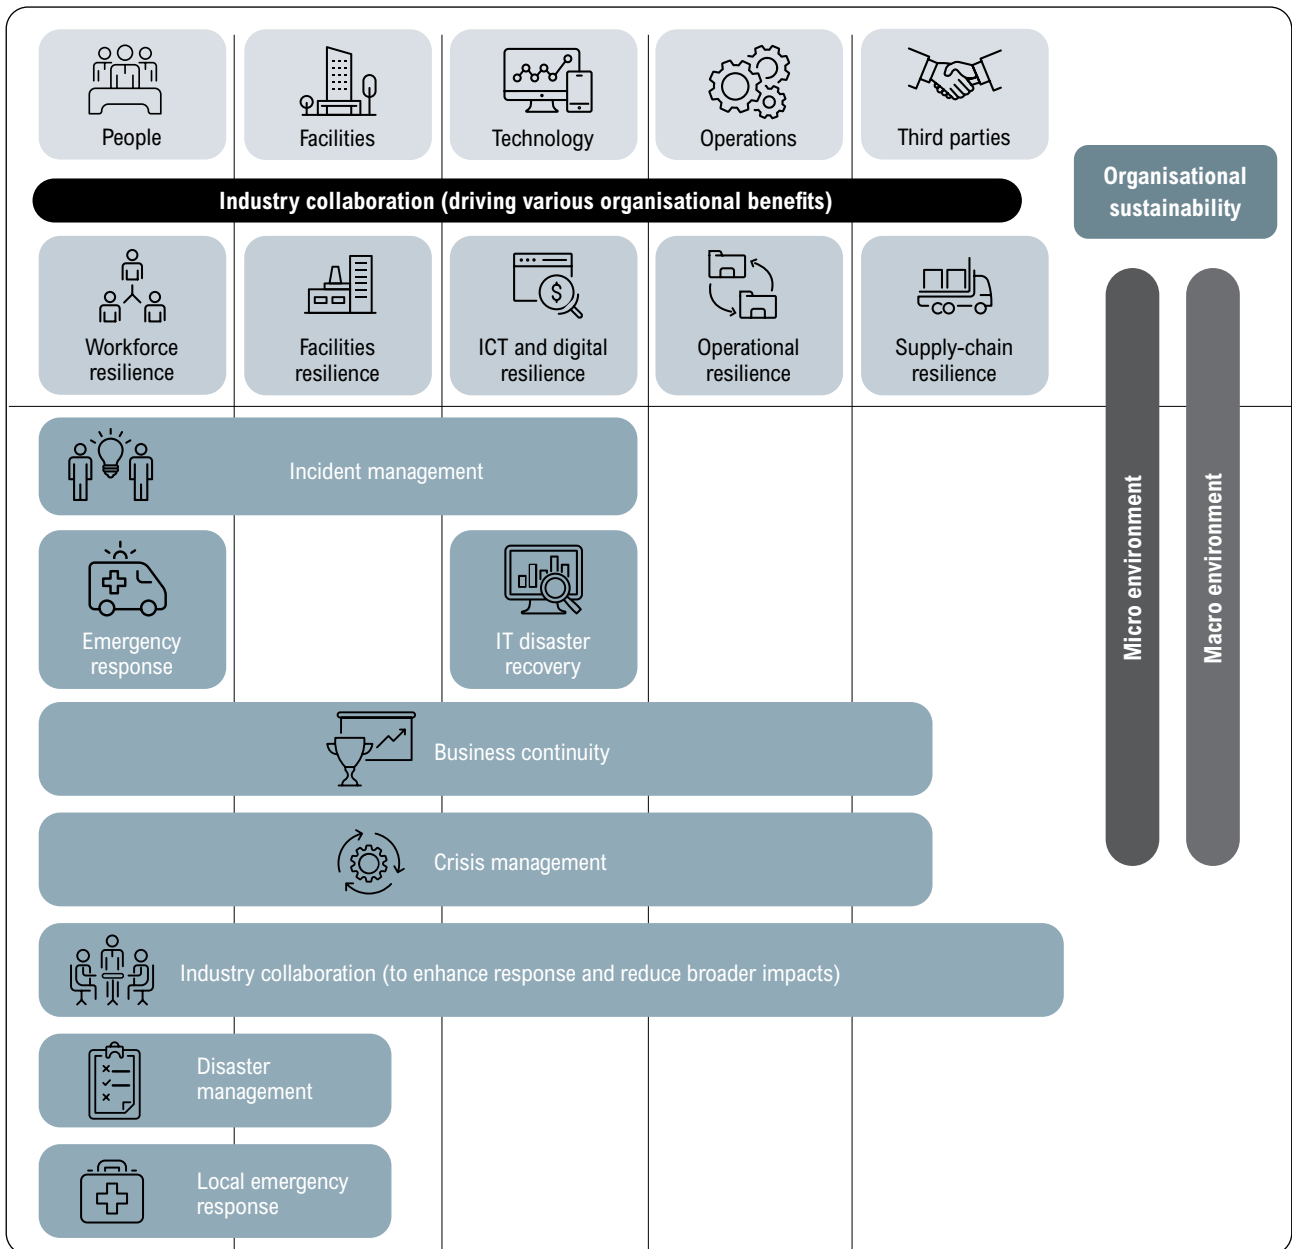 People
Facilities
Technology
Operations
Third parties
Organisational
sustainability
Industry collaboration (driving various organisational benefits)
Workforce
resilience
Facilities
resilience
ICT and digital
resilience
Operational
resilience
Supply-chain
resilience
Incident management
Emergency
response
IT disaster
recovery
Business continuity
Crisis management
Industry collaboration (to enhance response and reduce broader impacts)
Disaster
management
Local emergency
response
Micro environment
Macro environment